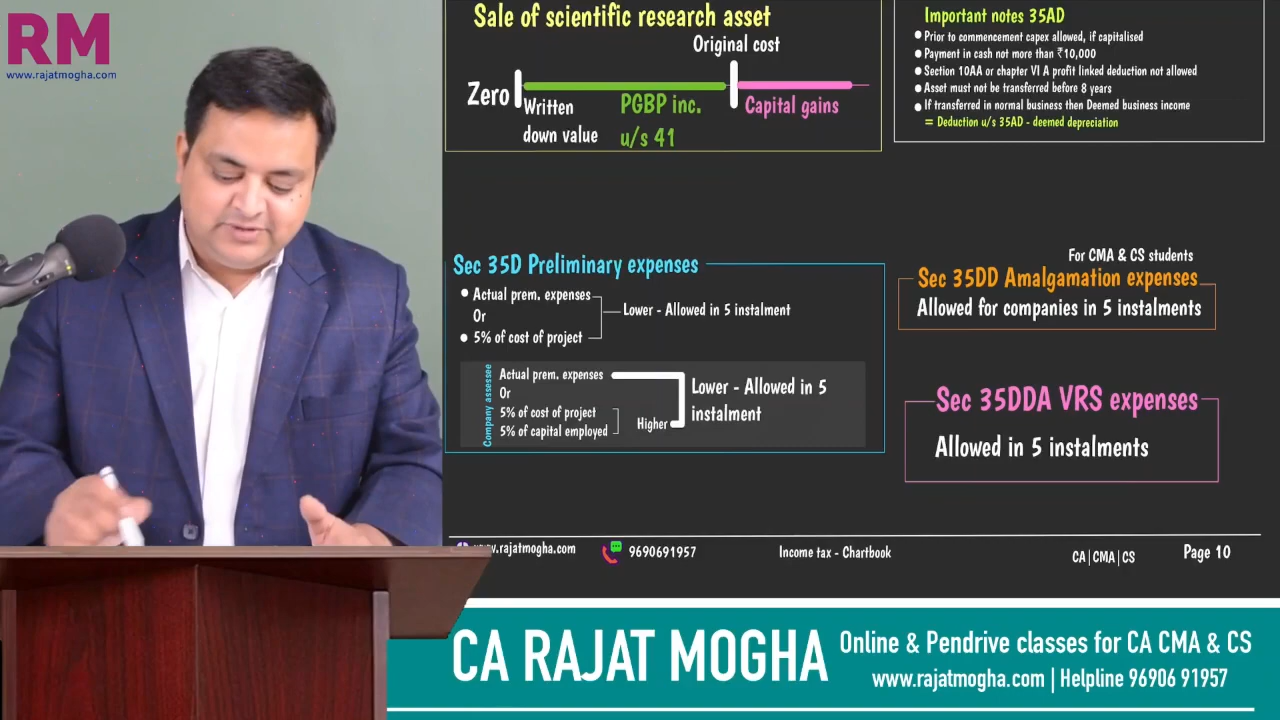 RM
www.rajatmogha.com
Sale of scientific research asset
Original cost
Zero
Written
down value
PGBP inc.
u/s 41
Capital gains
Important notes 35AD
Prior to commencement capex allowed, if capitalised
Payment in cash not more than ₹10,000
Section 10AA or chapter VI A profit linked deduction not allowed
Asset must not be transferred before 8 years
If transferred in normal business then Deemed business income
= Deduction u/s 35AD - deemed depreciation
Sec 35D Preliminary expenses
Actual prem. expenses
Or
5% of cost of project
Lower - Allowed in 5 instalment
Company assessee
Actual prem. expenses
Or
5% of cost of project
5% of capital employed
Higher
Lower - Allowed in 5
instalment
For CMA & CS students
Sec 35DD Amalgamation expenses
Allowed for companies in 5 instalments
Sec 35DDA VRS expenses
Allowed in 5 instalments
www.rajatmogha.com
9690691957
Income tax - Chartbook
CA|CMA|CS
Page 10
CA RAJAT MOGHA
Online & Pendrive classes for CA CMA & CS
www.rajatmogha.com | Helpline 96906 91957